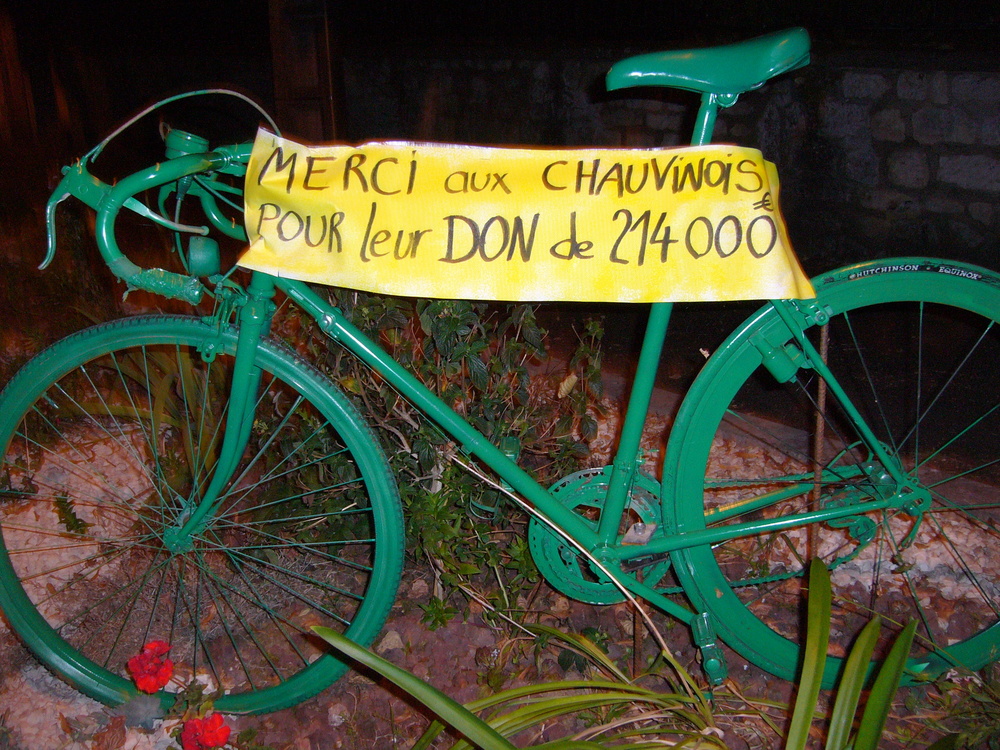 MERCi aux CHAUViNOiS
POUR leur DON de 214000€
HUTCHINSON EQUINOX